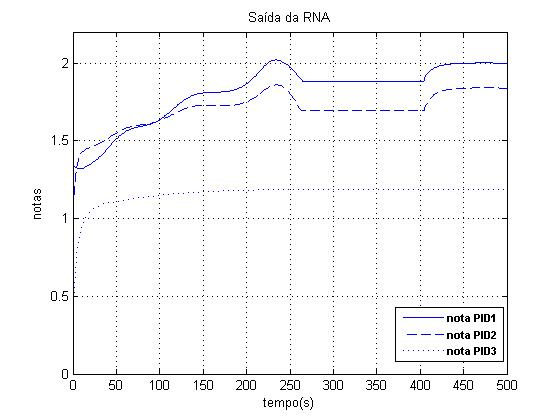 Saída da RNA
notas
2
1.5
1
0.5
0
0 50 100 150 200 250 300 350 400 450 500
tempo(s)
nota PID1
nota PID2
nota PID3